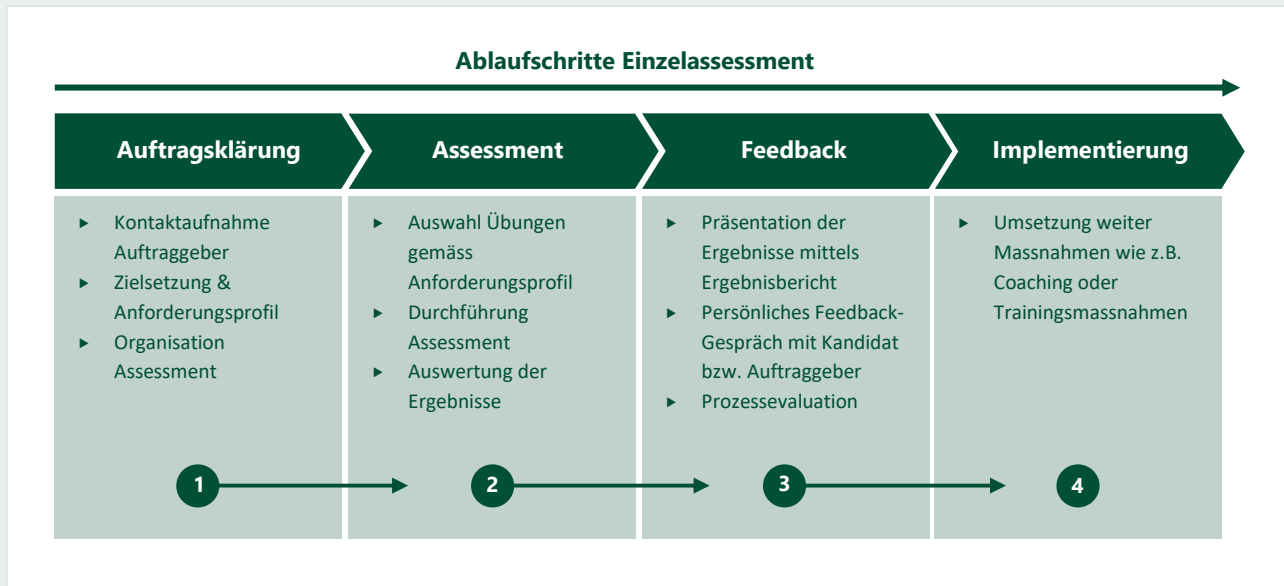 Ablaufschritte Einzelassessment
Auftragsklärung
Assessment
Feedback
Implementierung
Kontaktaufnahme
Auftraggeber
Zielsetzung &
Anforderungsprofil
Organisation
Assessment
Auswahl Übungen
gemäss
Anforderungsprofil
Durchführung
Assessment
Auswertung der
Ergebnisse
Präsentation der
Ergebnisse mittels
Ergebnisbericht
Persönliches Feedback-
Gespräch mit Kandidat
bzw. Auftraggeber
Prozessevaluation
Umsetzung weiter
Massnahmen wie z.B.
Coaching oder
Trainingsmassnahmen
1
2
3
4